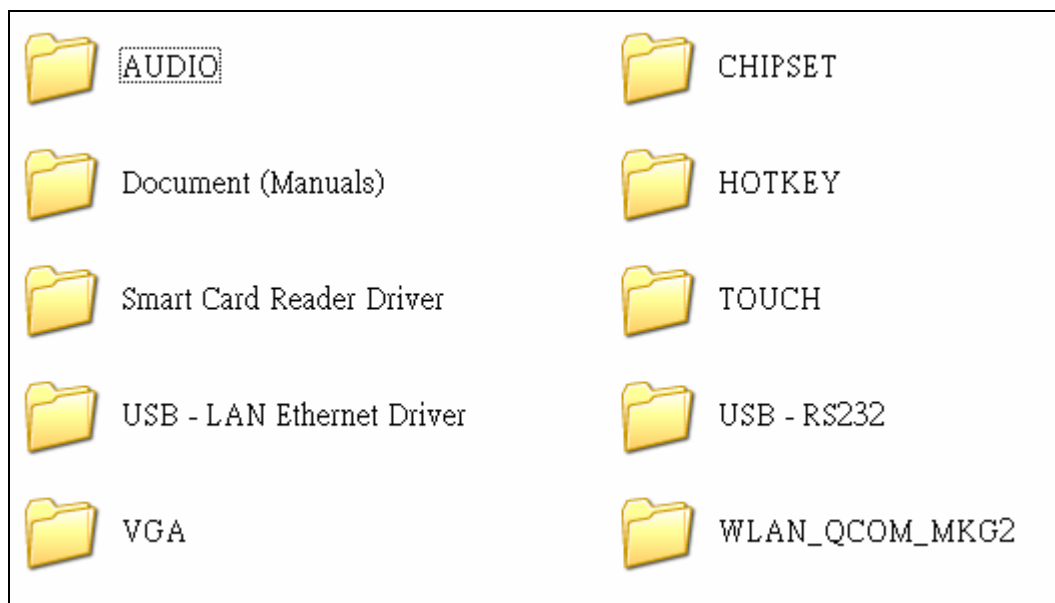 AUDIO
CHIPSET
Document (Manuals)
HOTKEY
Smart Card Reader Driver
TOUCH
USB - LAN Ethernet Driver
USB - RS232
VGA
WLAN_QCOM_MKG2